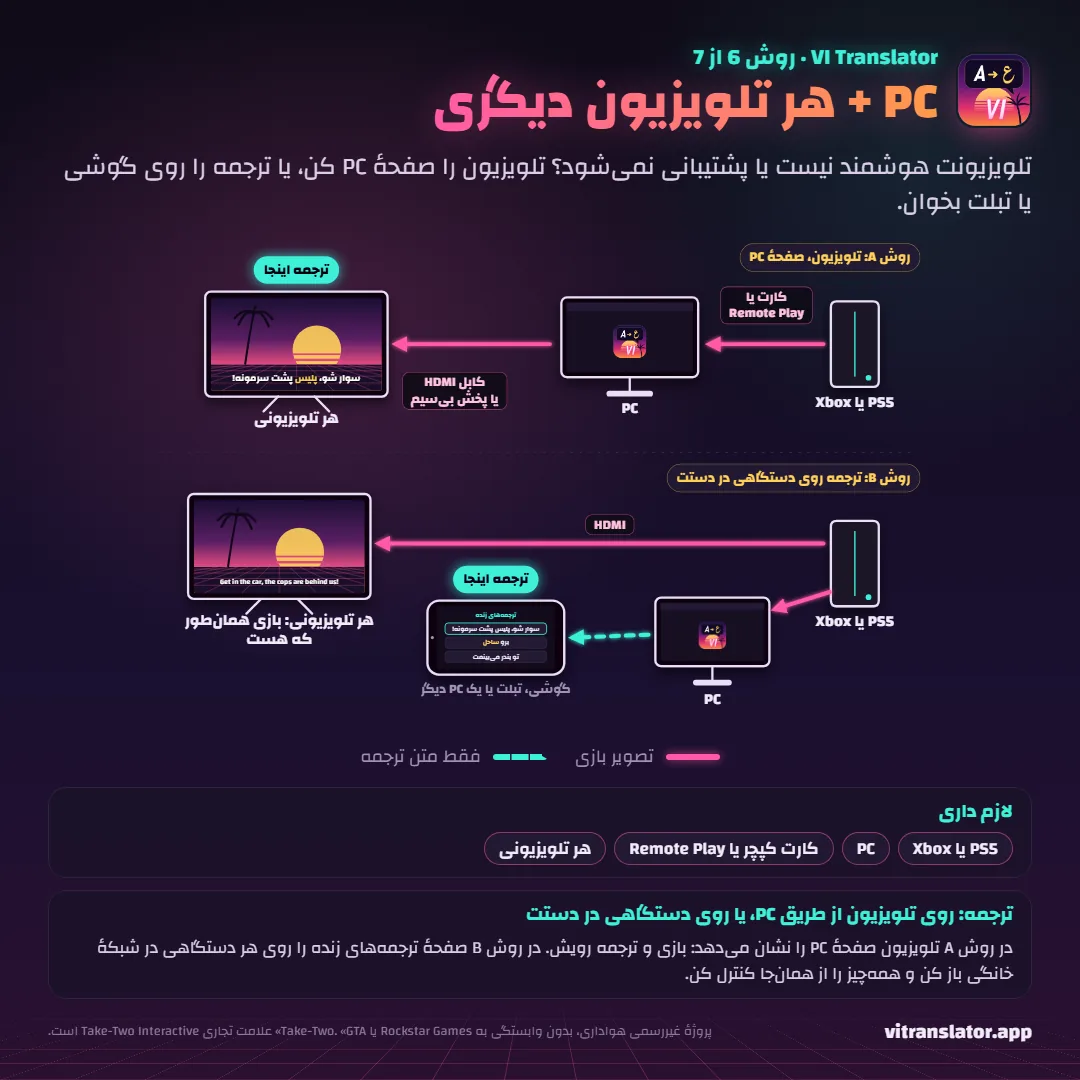 VI Translator · روش 6 از 7
PC + هر تلویزیون دیگری
A→ع
VI
تلویزیونت هوشمند نیست یا پشتیبانی نمی‌شود؟ تلویزیون را صفحهٔ PC کن، یا ترجمه را روی گوشی
یا تبلت بخوان.
روش A: تلویزیون، صفحهٔ PC
ترجمه اینجا
کارت یا
Remote Play
A→ع
VI
سوار شو، پلیس پشت سرمونه!
کابل HDMI
یا پخش بی‌سیم
PS5 یا Xbox
PC
هر تلویزیونی
روش B: ترجمه روی دستگاهی در دستت
HDMI
Get in the car, the cops are behind us!
ترجمه اینجا
ترجمه‌های زنده
سوار شو، پلیس پشت سرمونه!
برو ساحل
تو بندر می‌بینمت
A→ع
VI
PS5 یا Xbox
هر تلویزیونی: بازی همان‌طور
که هست
گوشی، تبلت یا یک PC دیگر
PC
تصویر بازی
فقط متن ترجمه
لازم داری
PS5 یا Xbox
PC
کارت کپچر یا Remote Play
هر تلویزیونی
ترجمه: روی تلویزیون از طریق PC، یا روی دستگاهی در دستت
در روش A تلویزیون صفحهٔ PC را نشان می‌دهد: بازی و ترجمه رویش. در روش B صفحهٔ ترجمه‌های زنده را روی هر دستگاهی در شبکهٔ
خانگی باز کن و همه‌چیز را از همان‌جا کنترل کن.
vitranslator.app
پروژهٔ غیررسمی هواداری، بدون وابستگی به Rockstar Games یا Take-Two. «GTA» علامت تجاری Take-Two Interactive است.